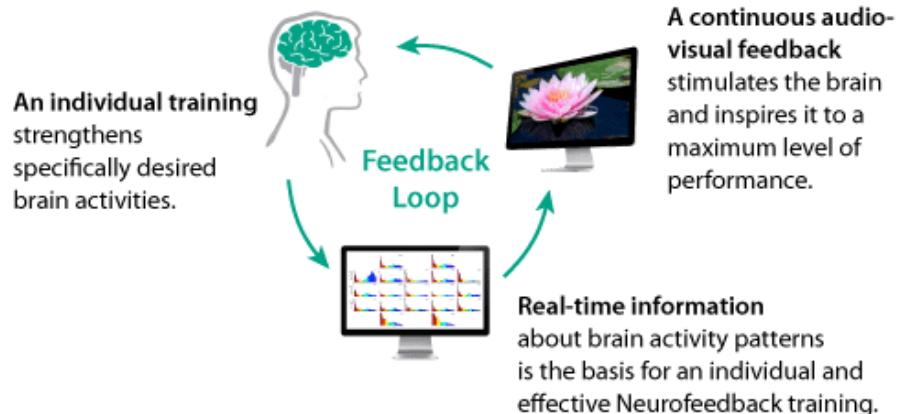 A continuous audio-
visual feedback
stimulates the brain
and inspires it to a
maximum level of
performance.
An individual training
strengthens
specifically desired
brain activities.
Feedback
Loop
Real-time information
about brain activity patterns
is the basis for an individual and
effective Neurofeedback training.